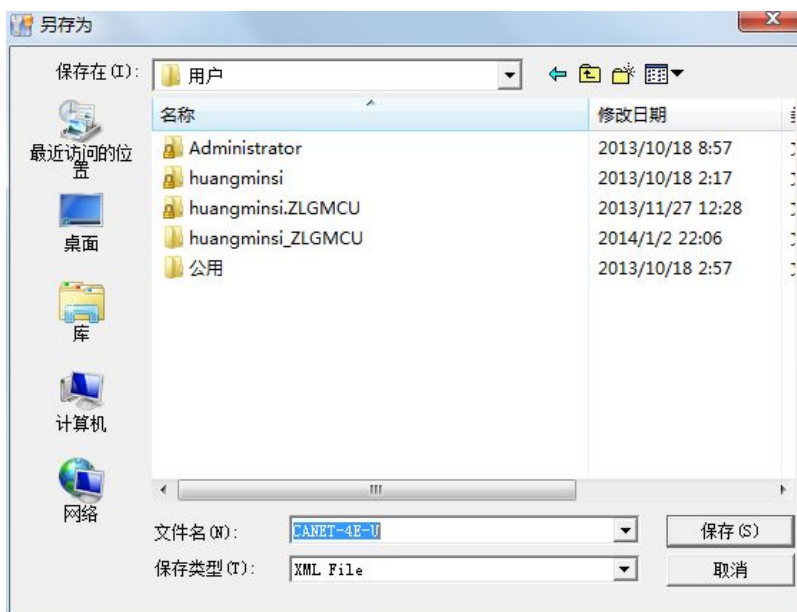 另存为
保存在(I):
用户
最近访问的位置
桌面
库
计算机
网络
名称
修改日期
Administrator
2013/10/18 8:57
huangminsi
2013/10/18 2:17
huangminsi.ZLGMCU
2013/11/27 12:28
huangminsi_ZLGMCU
2014/1/2 22:06
公用
2013/10/18 2:57
文件名(N):
CANET-4E-U
保存(S)
保存类型(T):
XML File
取消